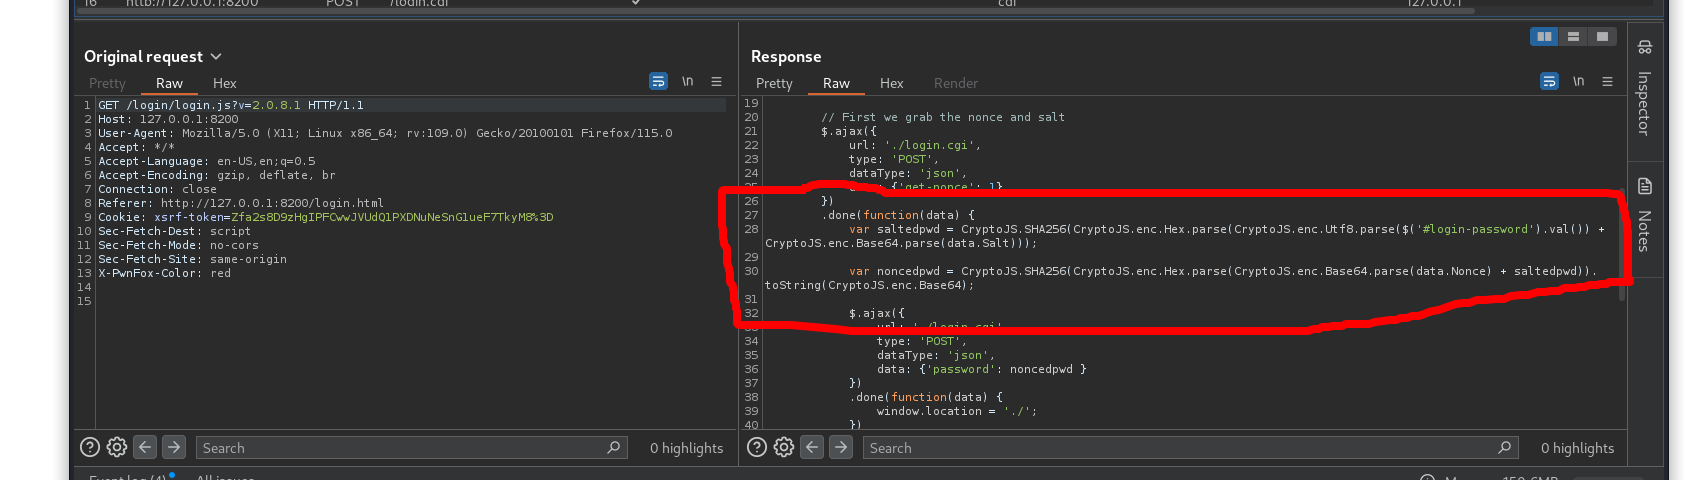 16 http://127.0.0.1:8200 POST /login.cgi ✓ cgi 127.0.0.1
Original request
Pretty Raw Hex
\n
1 GET /login/login.js?v=2.0.8.1 HTTP/1.1
2 Host: 127.0.0.1:8200
3 User-Agent: Mozilla/5.0 (X11; Linux x86_64; rv:109.0) Gecko/20100101 Firefox/115.0
4 Accept: */*
5 Accept-Language: en-US,en;q=0.5
6 Accept-Encoding: gzip, deflate, br
7 Connection: close
8 Referer: http://127.0.0.1:8200/login.html
9 Cookie: xsrf-token=Zfa2s8D9zHgIPFCwwJVUdQ1PXDNuNeSnG1ueF7TkyM8%3D
10 Sec-Fetch-Dest: script
11 Sec-Fetch-Mode: no-cors
12 Sec-Fetch-Site: same-origin
13 X-PwnFox-Color: red
14
15
Search
0 highlights
Response
Pretty Raw Hex Render
\n
19
20 // First we grab the nonce and salt
21 $.ajax({
22 url: './login.cgi',
23 type: 'POST',
24 dataType: 'json',
25 {'get-nonce': 1}
26 })
27 .done(function(data) {
28 var saltedpwd = CryptoJS.SHA256(CryptoJS.enc.Hex.parse(CryptoJS.enc.Utf8.parse($('#login-password').val()) +
CryptoJS.enc.Base64.parse(data.Salt)));
29
30 var noncedpwd = CryptoJS.SHA256(CryptoJS.enc.Hex.parse(CryptoJS.enc.Base64.parse(data.Nonce) + saltedpwd)).
toString(CryptoJS.enc.Base64);
31
32 $.ajax({
33 url: './login.cgi',
34 type: 'POST',
35 dataType: 'json',
36 data: {'password': noncedpwd }
37 })
38 .done(function(data) {
39 window.location = './';
40 })
Search
0 highlights
Inspector
Notes
Event log (4) All issues